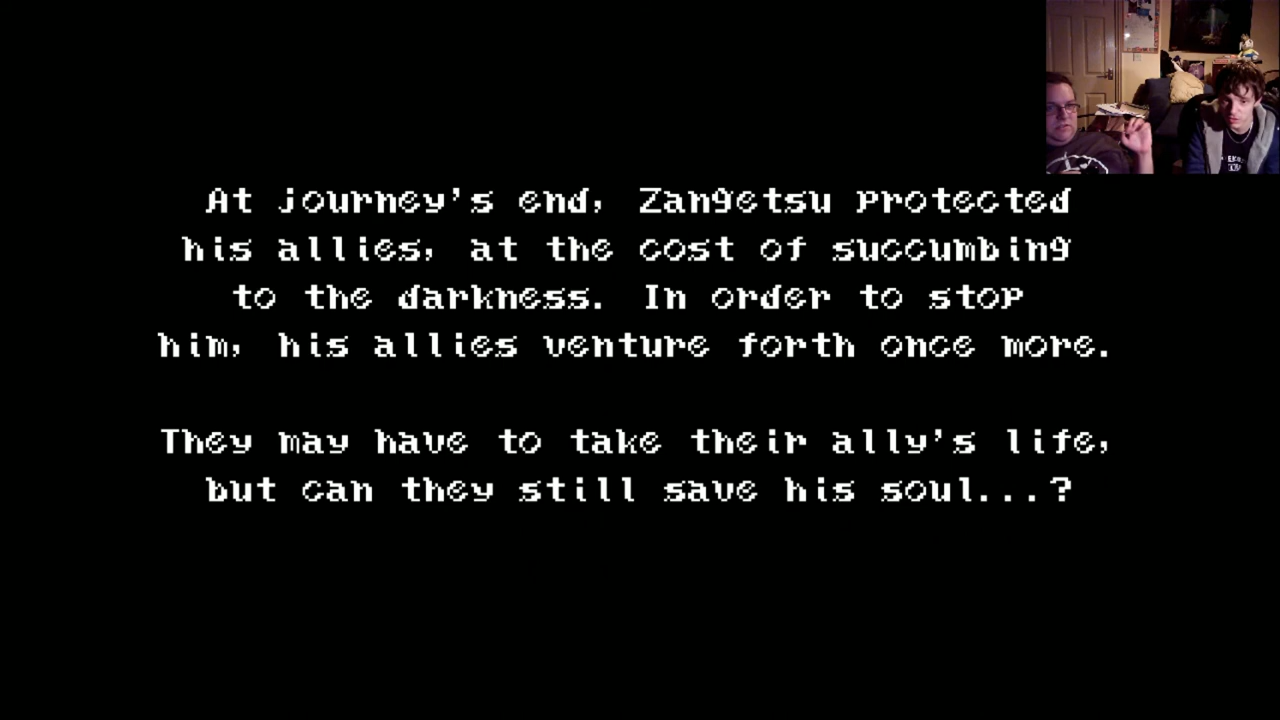 At journey's end, Zangetsu protected
his allies, at the cost of succumbing
to the darkness. In order to stop
him, his allies venture forth once more.
They may have to take their ally's life,
but can they still save his soul...?